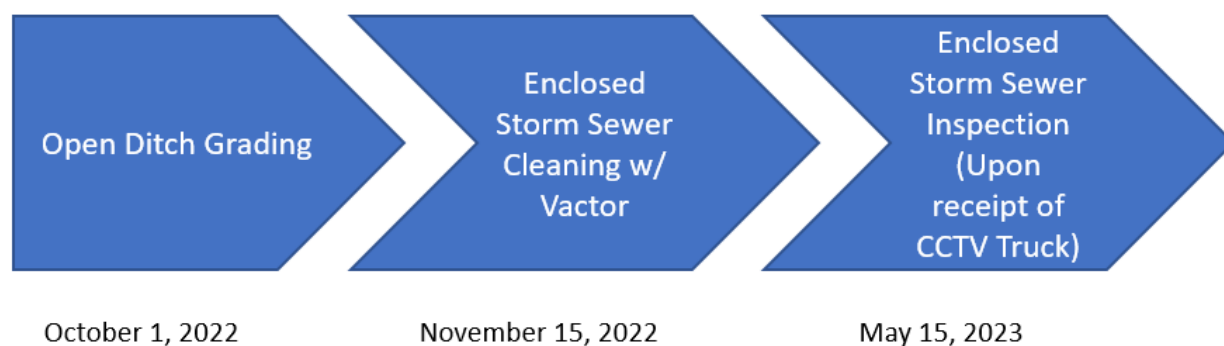 Open Ditch Grading
Enclosed
Storm Sewer
Cleaning w/
Vactor
Enclosed
Storm Sewer
Inspection
(Upon
receipt of
CCTV Truck)
October 1, 2022
November 15, 2022
May 15, 2023